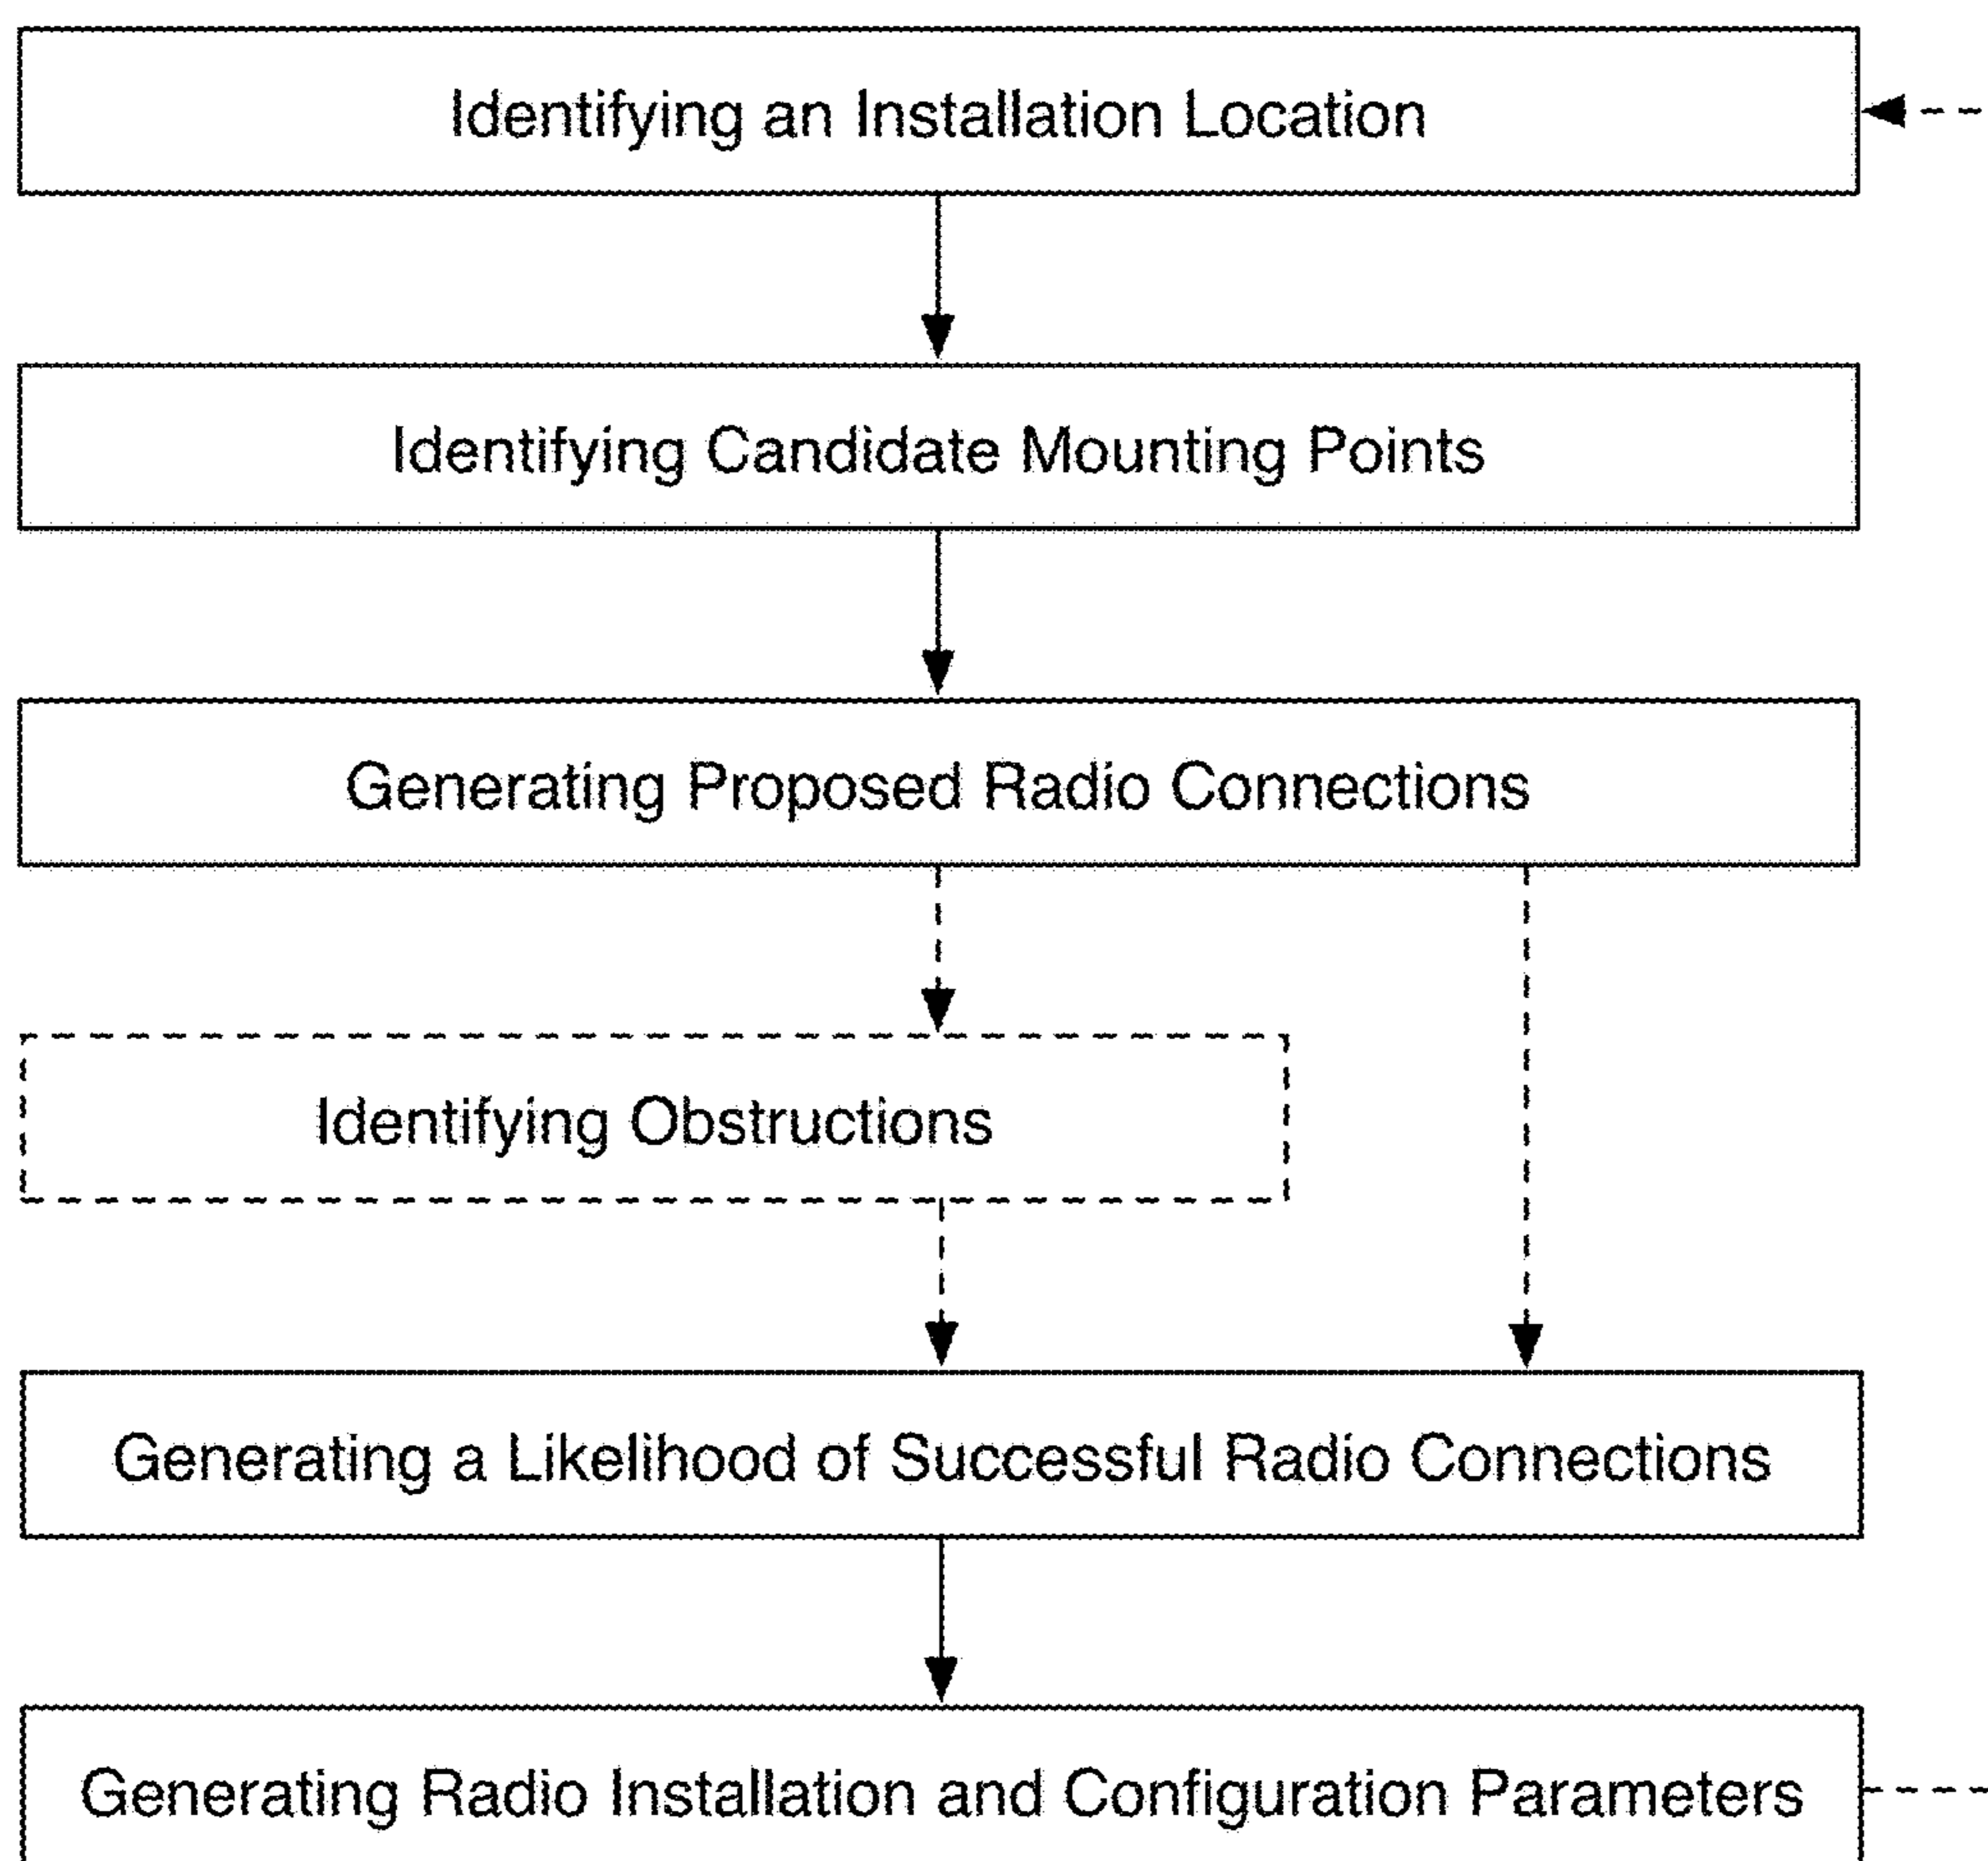 Identifying an Installation Location
Identifying Candidate Mounting Points
Generating Proposed Radio Connections
Identifying Obstructions
Generating a Likelihood of Successful Radio Connections
Generating Radio Installation and Configuration Parameters